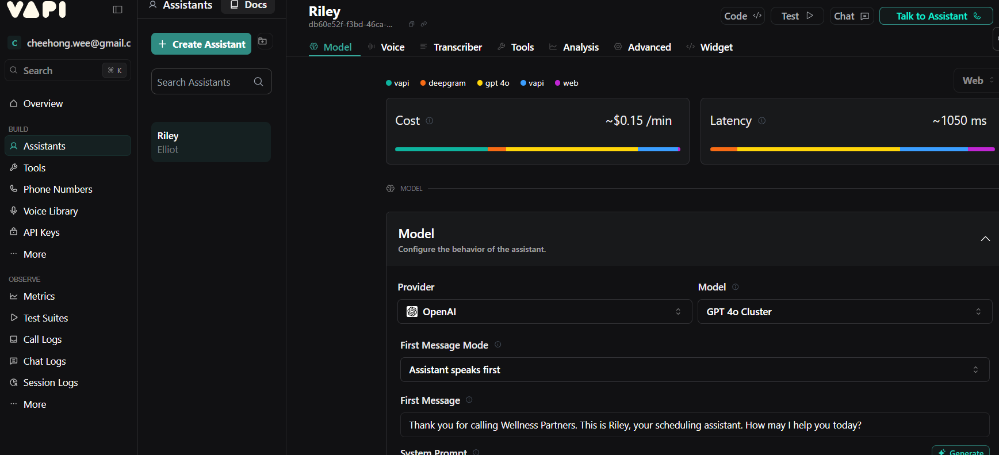 VAPI
C cheehong.wee@gmail.c
Search ⌘ K
Overview
BUILD
Assistants
Tools
Phone Numbers
Voice Library
API Keys
More
OBSERVE
Metrics
Test Suites
Call Logs
Chat Logs
Session Logs
More
Assistants Docs
+ Create Assistant
Search Assistants
Riley
Elliot
Riley
db60e52f-f3bd-46ca-...
Code Test Chat Talk to Assistant
Model Voice Transcriber Tools Analysis Advanced Widget
vapi deepgram gpt 4o vapi web
Web
Cost ~$0.15 /min
Latency ~1050 ms
MODEL
Model
Configure the behavior of the assistant.
Provider Model
OpenAI GPT 4o Cluster
First Message Mode
Assistant speaks first
First Message
Thank you for calling Wellness Partners. This is Riley, your scheduling assistant. How may I help you today?
System Prompt Generate